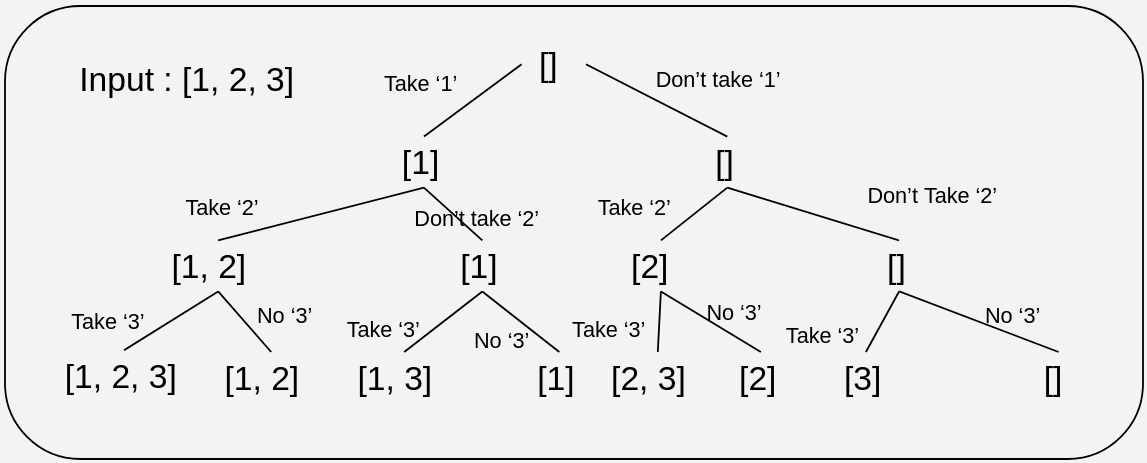 []
Input : [1, 2, 3]
Take ‘1’
Don’t take ‘1’
[1]
[]
Take ‘2’
Don’t take ‘2’
Take ‘2’
Don’t Take ‘2’
[1, 2]
[1]
[2]
[]
Take ‘3’
No ‘3’
Take ‘3’
No ‘3’
Take ‘3’
No ‘3’
Take ‘3’
No ‘3’
[1, 2, 3]
[1, 2]
[1, 3]
[1]
[2, 3]
[2]
[3]
[]